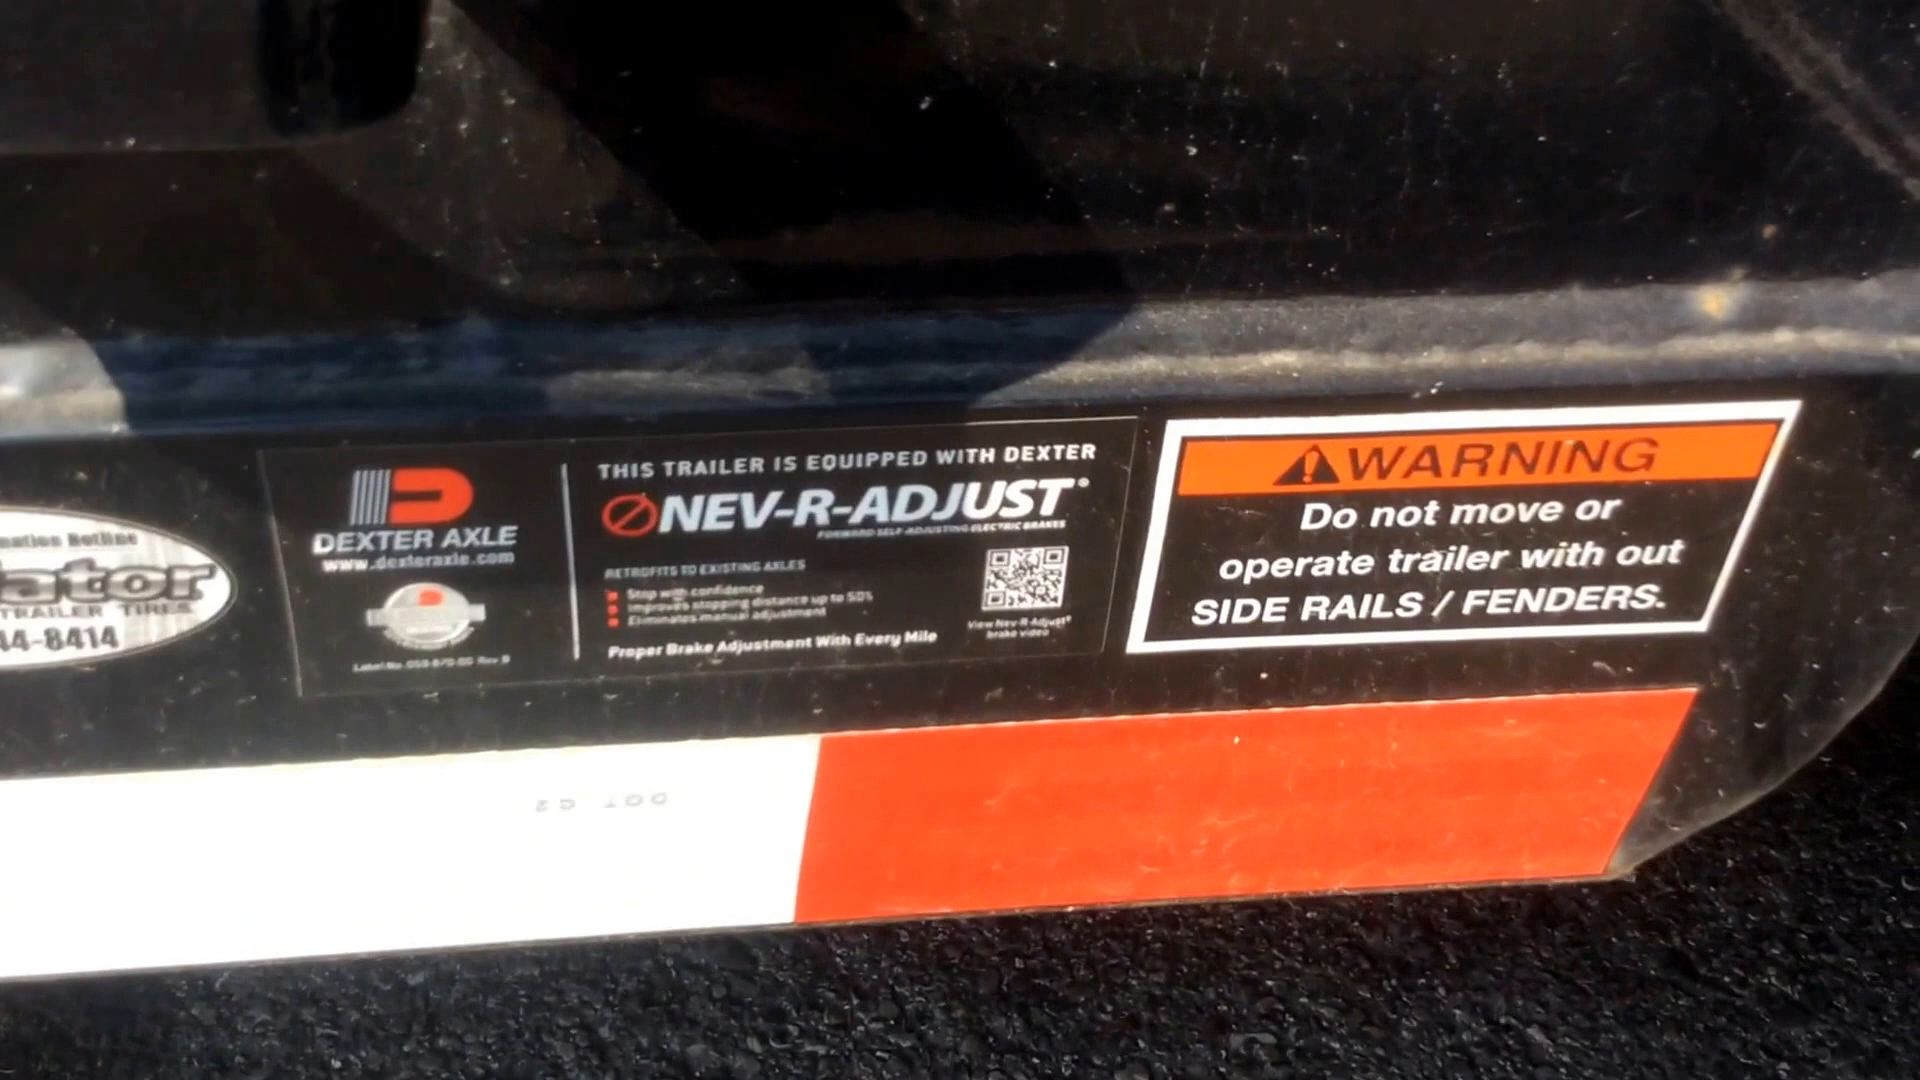 mation Hotline
ator
TRAILER TIRES
44-8414
DEXTER AXLE
www.dexteraxle.com
THIS TRAILER IS EQUIPPED WITH DEXTER
NEV-R-ADJUST®
FORWARD SELF-ADJUSTING ELECTRIC BRAKES
RETROFITS TO EXISTING AXLES
Stop with confidence
Improves stopping distance up to 50%
Eliminates manual adjustment
Proper Brake Adjustment With Every Mile
View Nev-R-Adjust®
brake video
WARNING
Do not move or
operate trailer with out
SIDE RAILS / FENDERS.
DOT C2